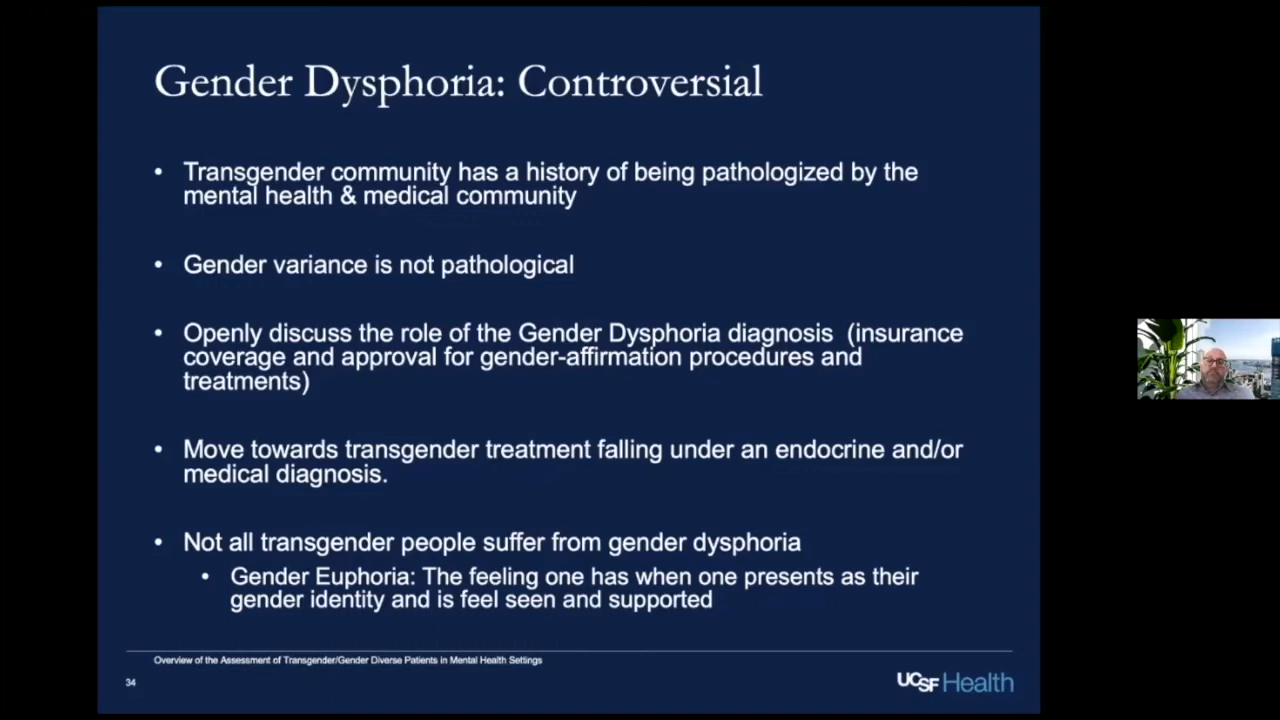 Gender Dysphoria: Controversial
• Transgender community has a history of being pathologized by the
mental health & medical community
• Gender variance is not pathological
• Openly discuss the role of the Gender Dysphoria diagnosis (insurance
coverage and approval for gender-affirmation procedures and
treatments)
• Move towards transgender treatment falling under an endocrine and/or
medical diagnosis.
• Not all transgender people suffer from gender dysphoria
• Gender Euphoria: The feeling one has when one presents as their
gender identity and is feel seen and supported
Overview of the Assessment of Transgender/Gender Diverse Patients in Mental Health Settings
34
UCSF Health